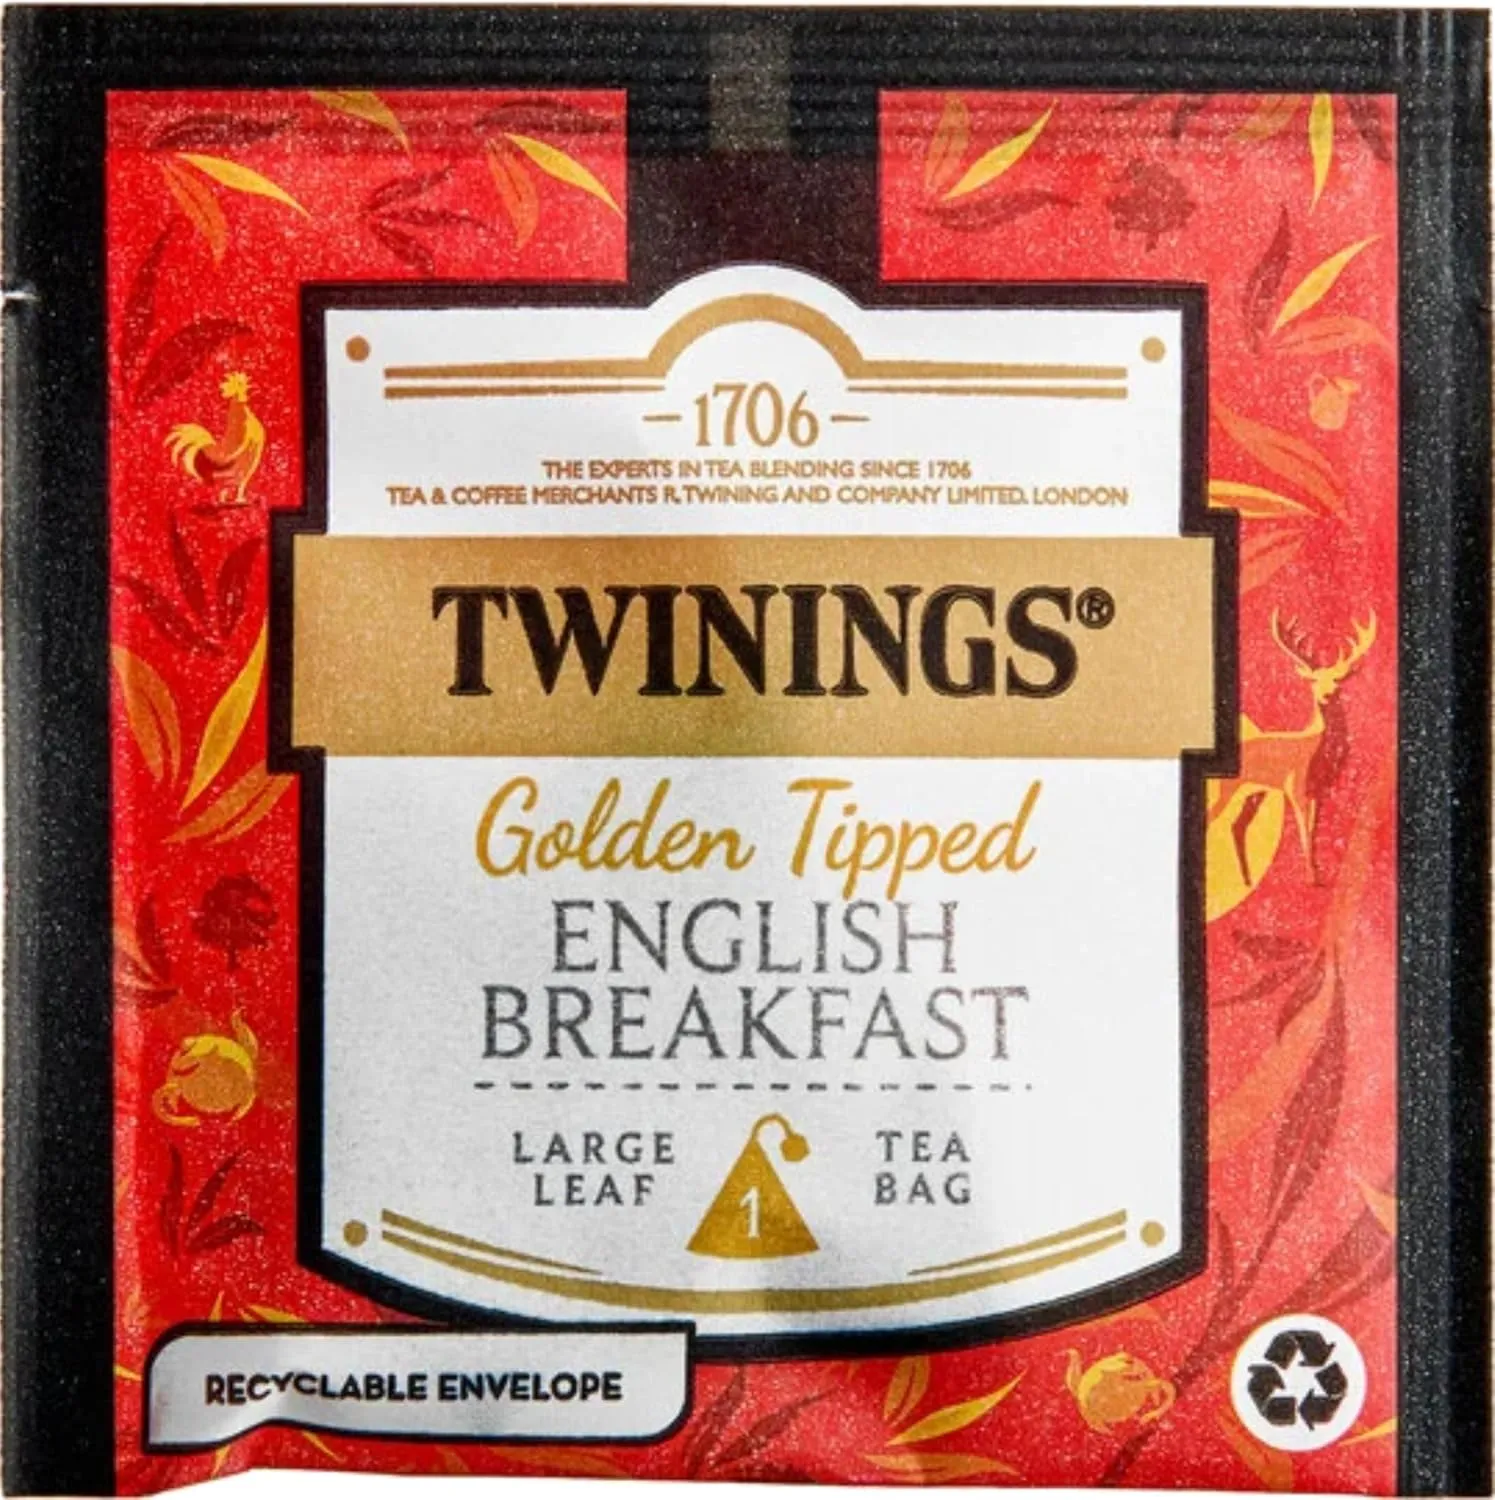 –1706–
THE EXPERTS IN TEA BLENDING SINCE 1706
TEA & COFFEE MERCHANTS R. TWINING AND COMPANY LIMITED. LONDON
TWININGS®
Golden Tipped
ENGLISH
BREAKFAST
LARGE
LEAF
1
TEA
BAG
RECYCLABLE ENVELOPE